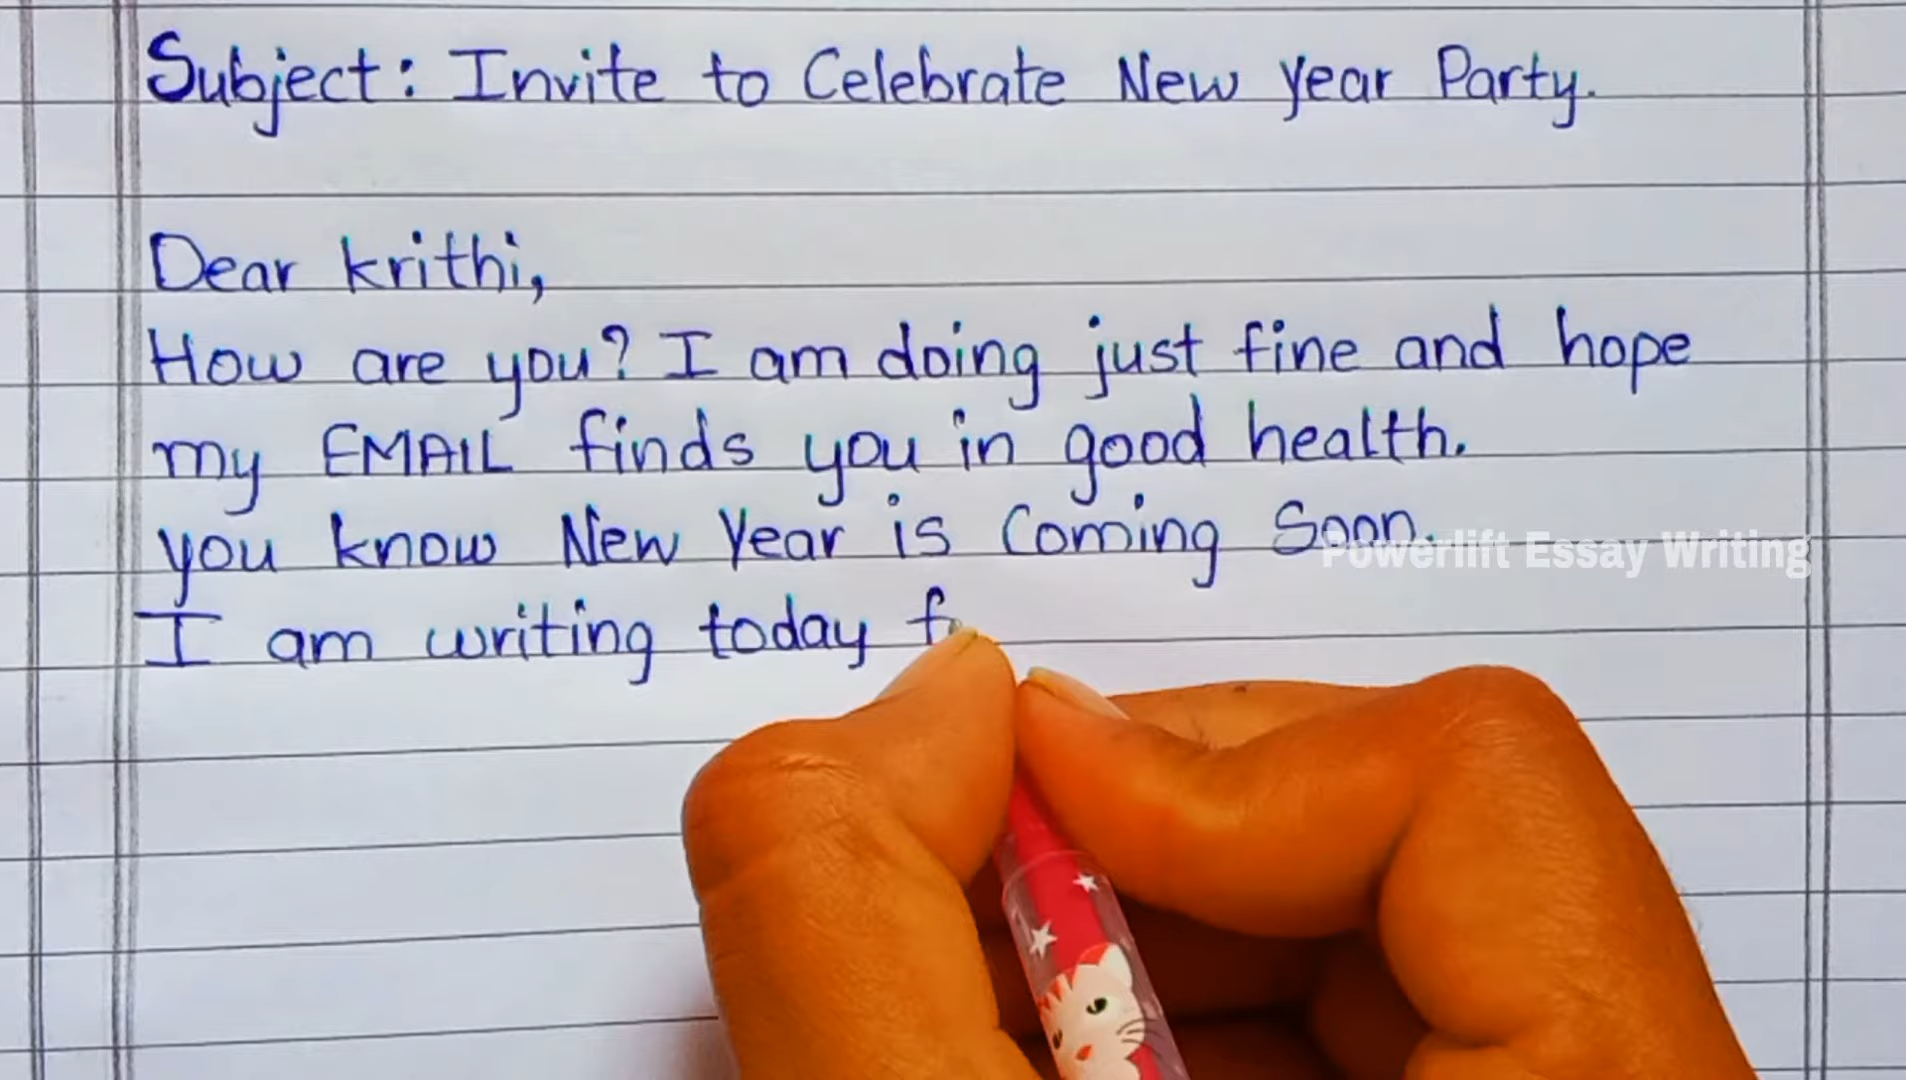 Subject: Invite to Celebrate New Year Party.
Dear Krithi,
How are you? I am doing just fine and hope
my EMAIL finds you in good health.
you know New Year is Coming Soon.
Powerlift Essay Writing
I am writing today